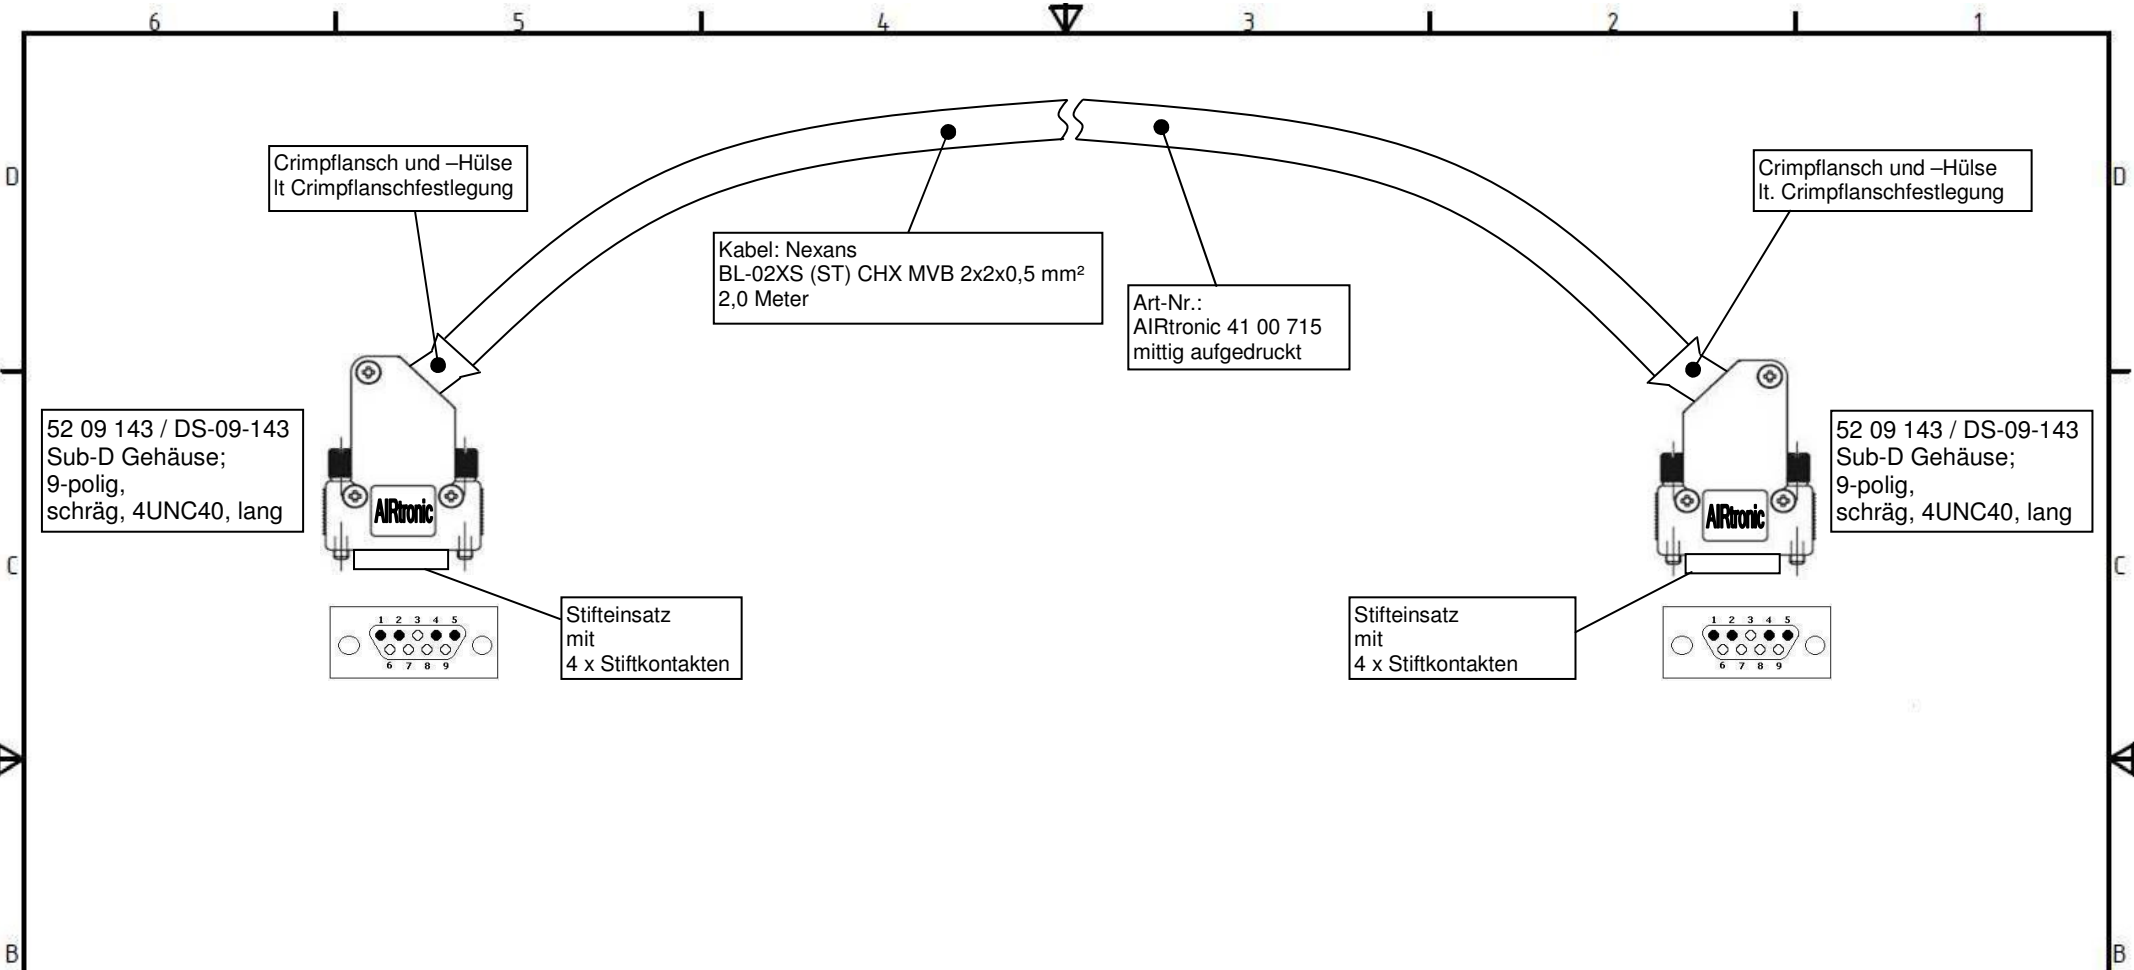 6 5 4 3 2 1
D
D
Crimpflansch und –Hülse
lt Crimpflanschfestlegung
Crimpflansch und –Hülse
lt. Crimpflanschfestlegung
Kabel: Nexans
BL-02XS (ST) CHX MVB 2x2x0,5 mm²
2,0 Meter
Art-Nr.:
AIRtronic 41 00 715
mittig aufgedruckt
52 09 143 / DS-09-143
Sub-D Gehäuse;
9-polig,
schräg, 4UNC40, lang
AIRtronic
AIRtronic
52 09 143 / DS-09-143
Sub-D Gehäuse;
9-polig,
schräg, 4UNC40, lang
C
C
1 2 3 4 5
6 7 8 9
Stifteinsatz
mit
4 x Stiftkontakten
Stifteinsatz
mit
4 x Stiftkontakten
1 2 3 4 5
6 7 8 9
B
B